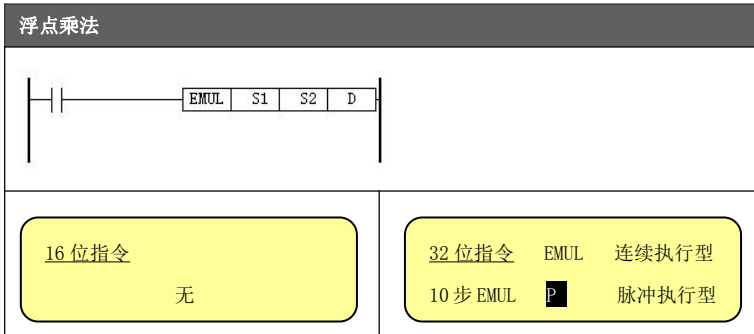 浮点乘法
EMUL S1 S2 D
16 位指令
无
32 位指令 EMUL 连续执行型
10 步 EMUL P 脉冲执行型